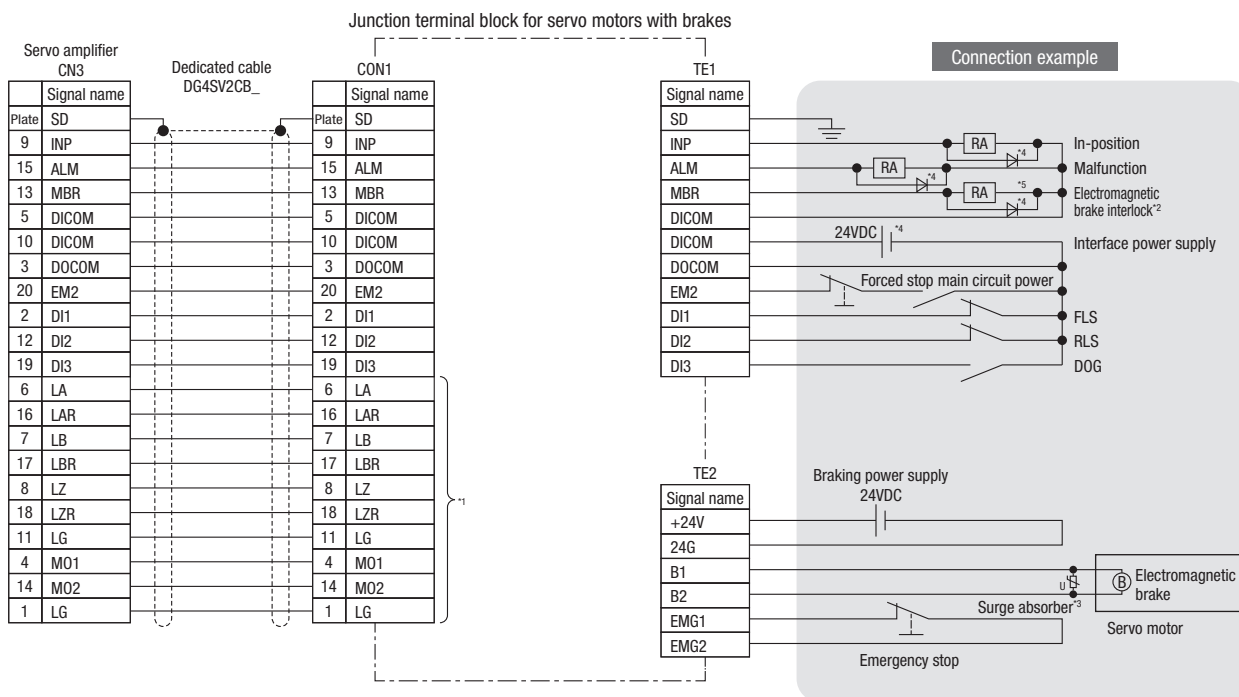 Junction terminal block for servo motors with brakes
Servo amplifier
CN3
Dedicated cable
DG4SV2CB_
CON1
TE1
Connection example
Signal name
Signal name
Signal name
Plate SD
Plate SD
SD
9 INP
9 INP
INP
RA
*4
In-position
15 ALM
15 ALM
ALM
RA
*4
Malfunction
13 MBR
13 MBR
MBR
RA
*5
*4
Electromagnetic
brake interlock*2
5 DICOM
5 DICOM
DICOM
10 DICOM
10 DICOM
DICOM
24VDC
*4
Interface power supply
3 DOCOM
3 DOCOM
DOCOM
20 EM2
20 EM2
EM2
Forced stop main circuit power
2 DI1
2 DI1
DI1
FLS
12 DI2
12 DI2
DI2
RLS
19 DI3
19 DI3
DI3
DOG
6 LA
6 LA
16 LAR
16 LAR
7 LB
7 LB
17 LBR
17 LBR
8 LZ
8 LZ
18 LZR
18 LZR
11 LG
11 LG
4 MO1
4 MO1
14 MO2
14 MO2
1 LG
1 LG
*1
TE2
Signal name
+24V
24G
B1
B2
EMG1
EMG2
Braking power supply
24VDC
U
Surge absorber*3
B
Electromagnetic
brake
Servo motor
Emergency stop